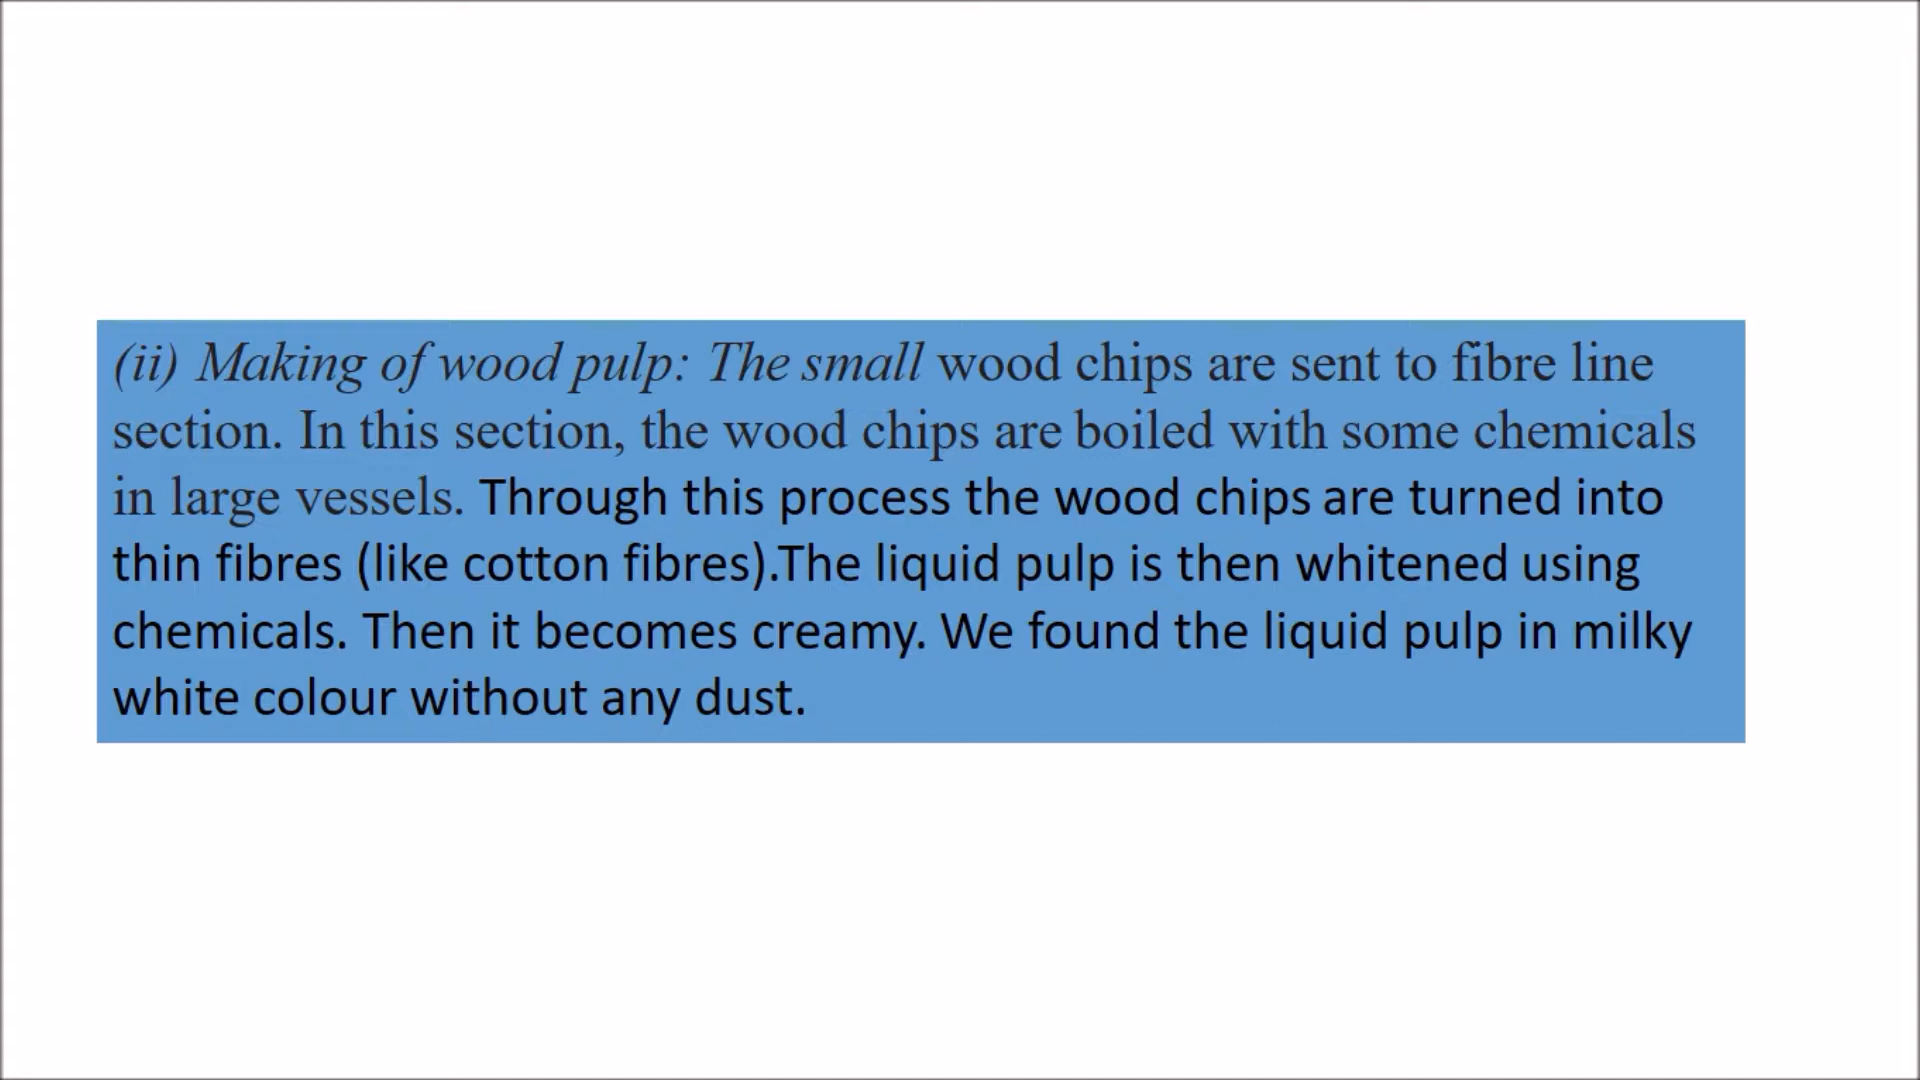 (ii) Making of wood pulp: The small wood chips are sent to fibre line
section. In this section, the wood chips are boiled with some chemicals
in large vessels. Through this process the wood chips are turned into
thin fibres (like cotton fibres).The liquid pulp is then whitened using
chemicals. Then it becomes creamy. We found the liquid pulp in milky
white colour without any dust.